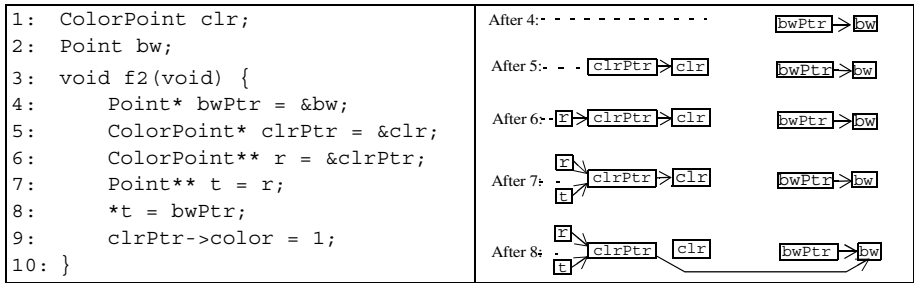 1: ColorPoint clr;
2: Point bw;
3: void f2(void) {
4: Point* bwPtr = &bw;
5: ColorPoint* clrPtr = &clr;
6: ColorPoint** r = &clrPtr;
7: Point** t = r;
8: *t = bwPtr;
9: clrPtr->color = 1;
10: }
After 4: bwPtr bw
After 5: clrPtr clr bwPtr bw
After 6: r clrPtr clr bwPtr bw
r
After 7: clrPtr clr bwPtr bw
t
r
After 8: clrPtr clr bwPtr bw
t